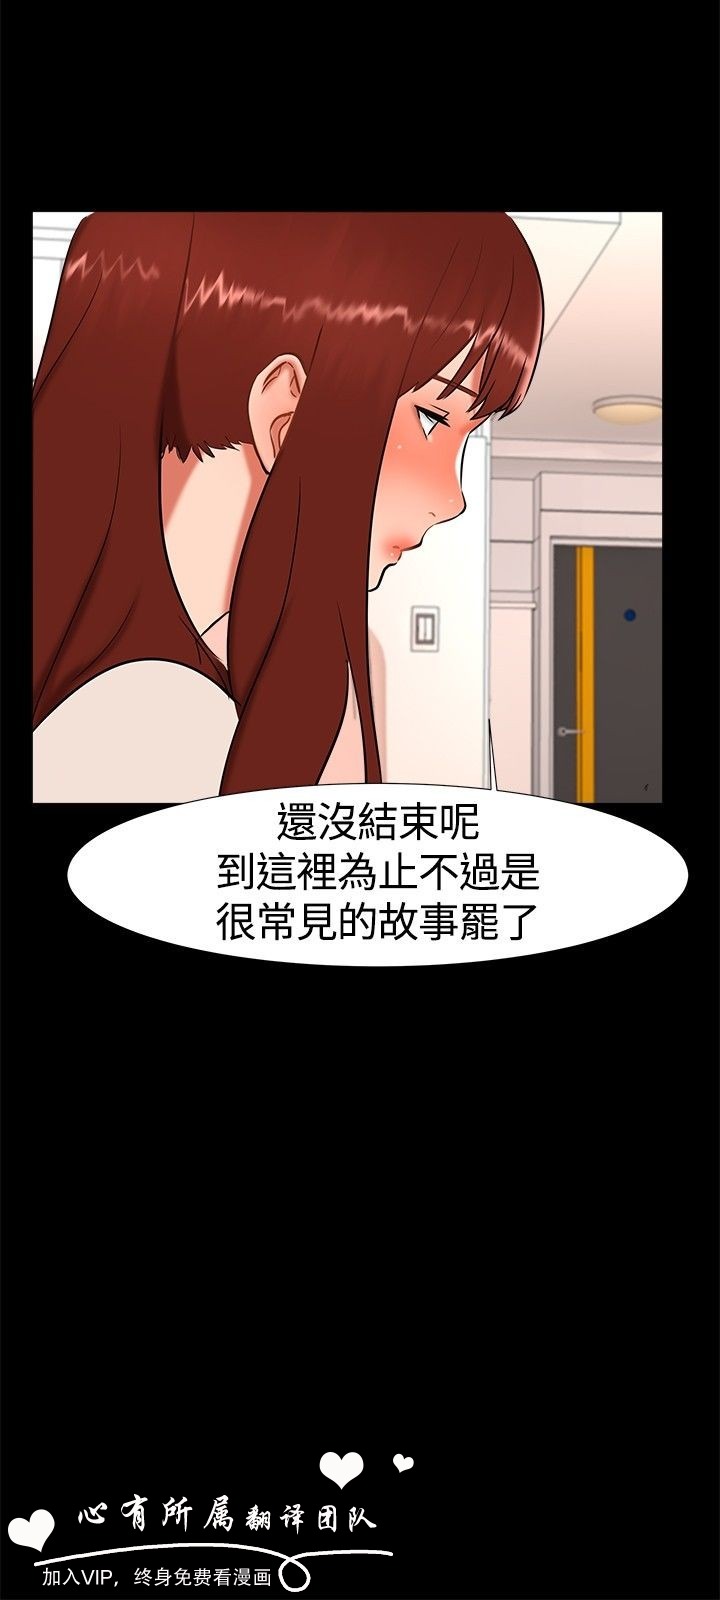 還沒結束呢
到這裡為止不過是
很常見的故事罷了
心有所属翻译团队
加入VIP，终身免费看漫画